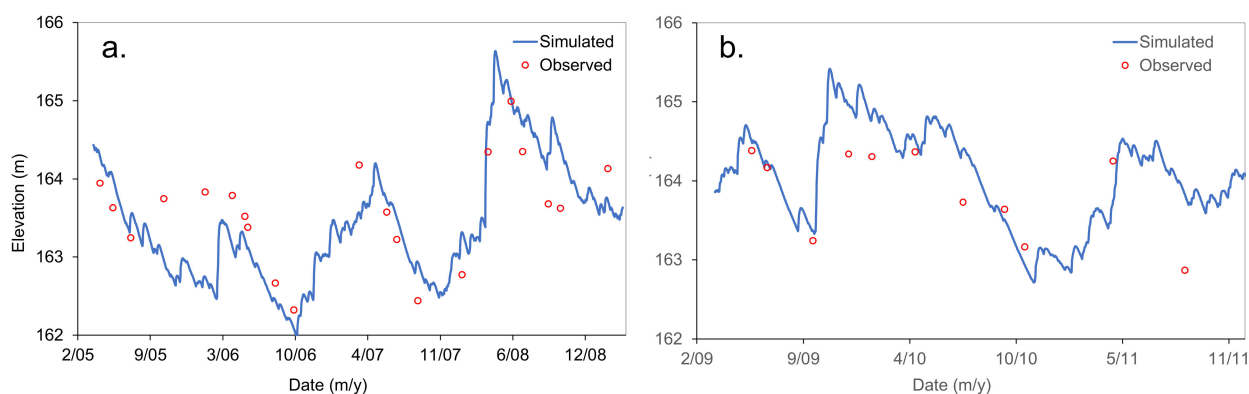 a.
166
165
164
163
162
Elevation (m)
Simulated
Observed
2/05 9/05 3/06 10/06 4/07 11/07 6/08 12/08
Date (m/y)
b.
166
165
164
163
162
Simulated
Observed
2/09 9/09 4/10 10/10 5/11 11/11
Date (m/y)